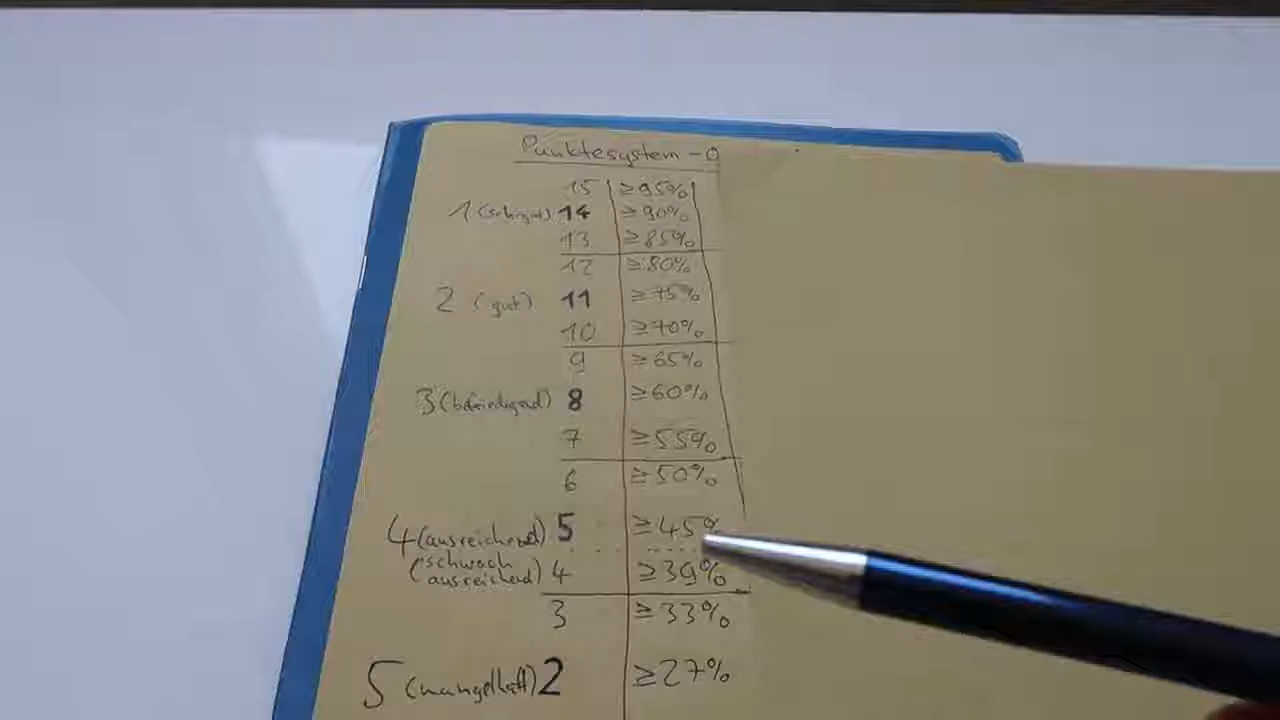 Punktesystem - O
15 ≥95%
1 (sehr gut) 14 ≥90%
13 ≥85%
12 ≥80%
2 (gut) 11 ≥75%
10 ≥70%
9 ≥65%
3 (befriedigend) 8 ≥60%
7 ≥55%
6 ≥50%
4 (ausreichend) 5 ≥45%
(schwach
ausreichend) 4 ≥39%
3 ≥33%
5 (mangelhaft) 2 ≥27%